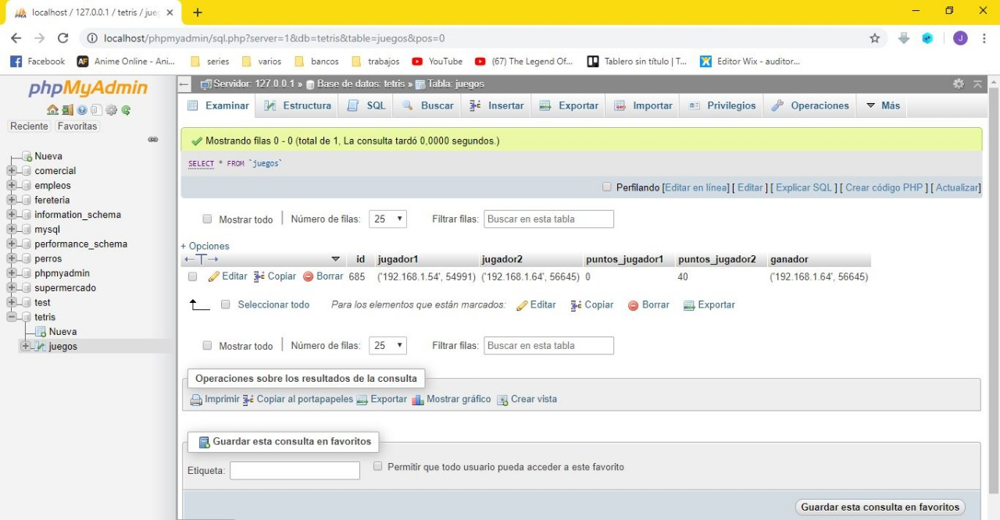 localhost / 127.0.0.1 / tetris / jueg
localhost/phpmyadmin/sql.php?server=1&db=tetris&table=juegos&pos=0
J
Facebook AF Anime Online - Ani... series varios bancos trabajos YouTube (67) The Legend Of... Tablero sin título | T... Editor Wix - auditor...
phpMyAdmin
Reciente Favoritas
Nueva
comercial
empleos
fereteria
information_schema
mysql
performance_schema
perros
phpmyadmin
supermercado
test
tetris
Nueva
juegos
Servidor: 127.0.0.1 » Base de datos: tetris » Tabla: juegos
Examinar Estructura SQL Buscar Insertar Exportar Importar Privilegios Operaciones Más
Mostrando filas 0 - 0 (total de 1, La consulta tardó 0,0000 segundos.)
SELECT * FROM `juegos`
Perfilando [Editar en línea] [ Editar ] [ Explicar SQL ] [ Crear código PHP ] [ Actualizar]
Mostrar todo | Número de filas: 25 Filtrar filas: Buscar en esta tabla
+ Opciones
←T→ id jugador1 jugador2 puntos_jugador1 puntos_jugador2 ganador
Editar Copiar Borrar 685 ('192.168.1.54', 54991) ('192.168.1.64', 56645) 0 40 ('192.168.1.64', 56645)
Seleccionar todo Para los elementos que están marcados: Editar Copiar Borrar Exportar
Mostrar todo | Número de filas: 25 Filtrar filas: Buscar en esta tabla
Operaciones sobre los resultados de la consulta
Imprimir Copiar al portapapeles Exportar Mostrar gráfico Crear vista
Guardar esta consulta en favoritos
Etiqueta: Permitir que todo usuario pueda acceder a este favorito
Guardar esta consulta en favoritos